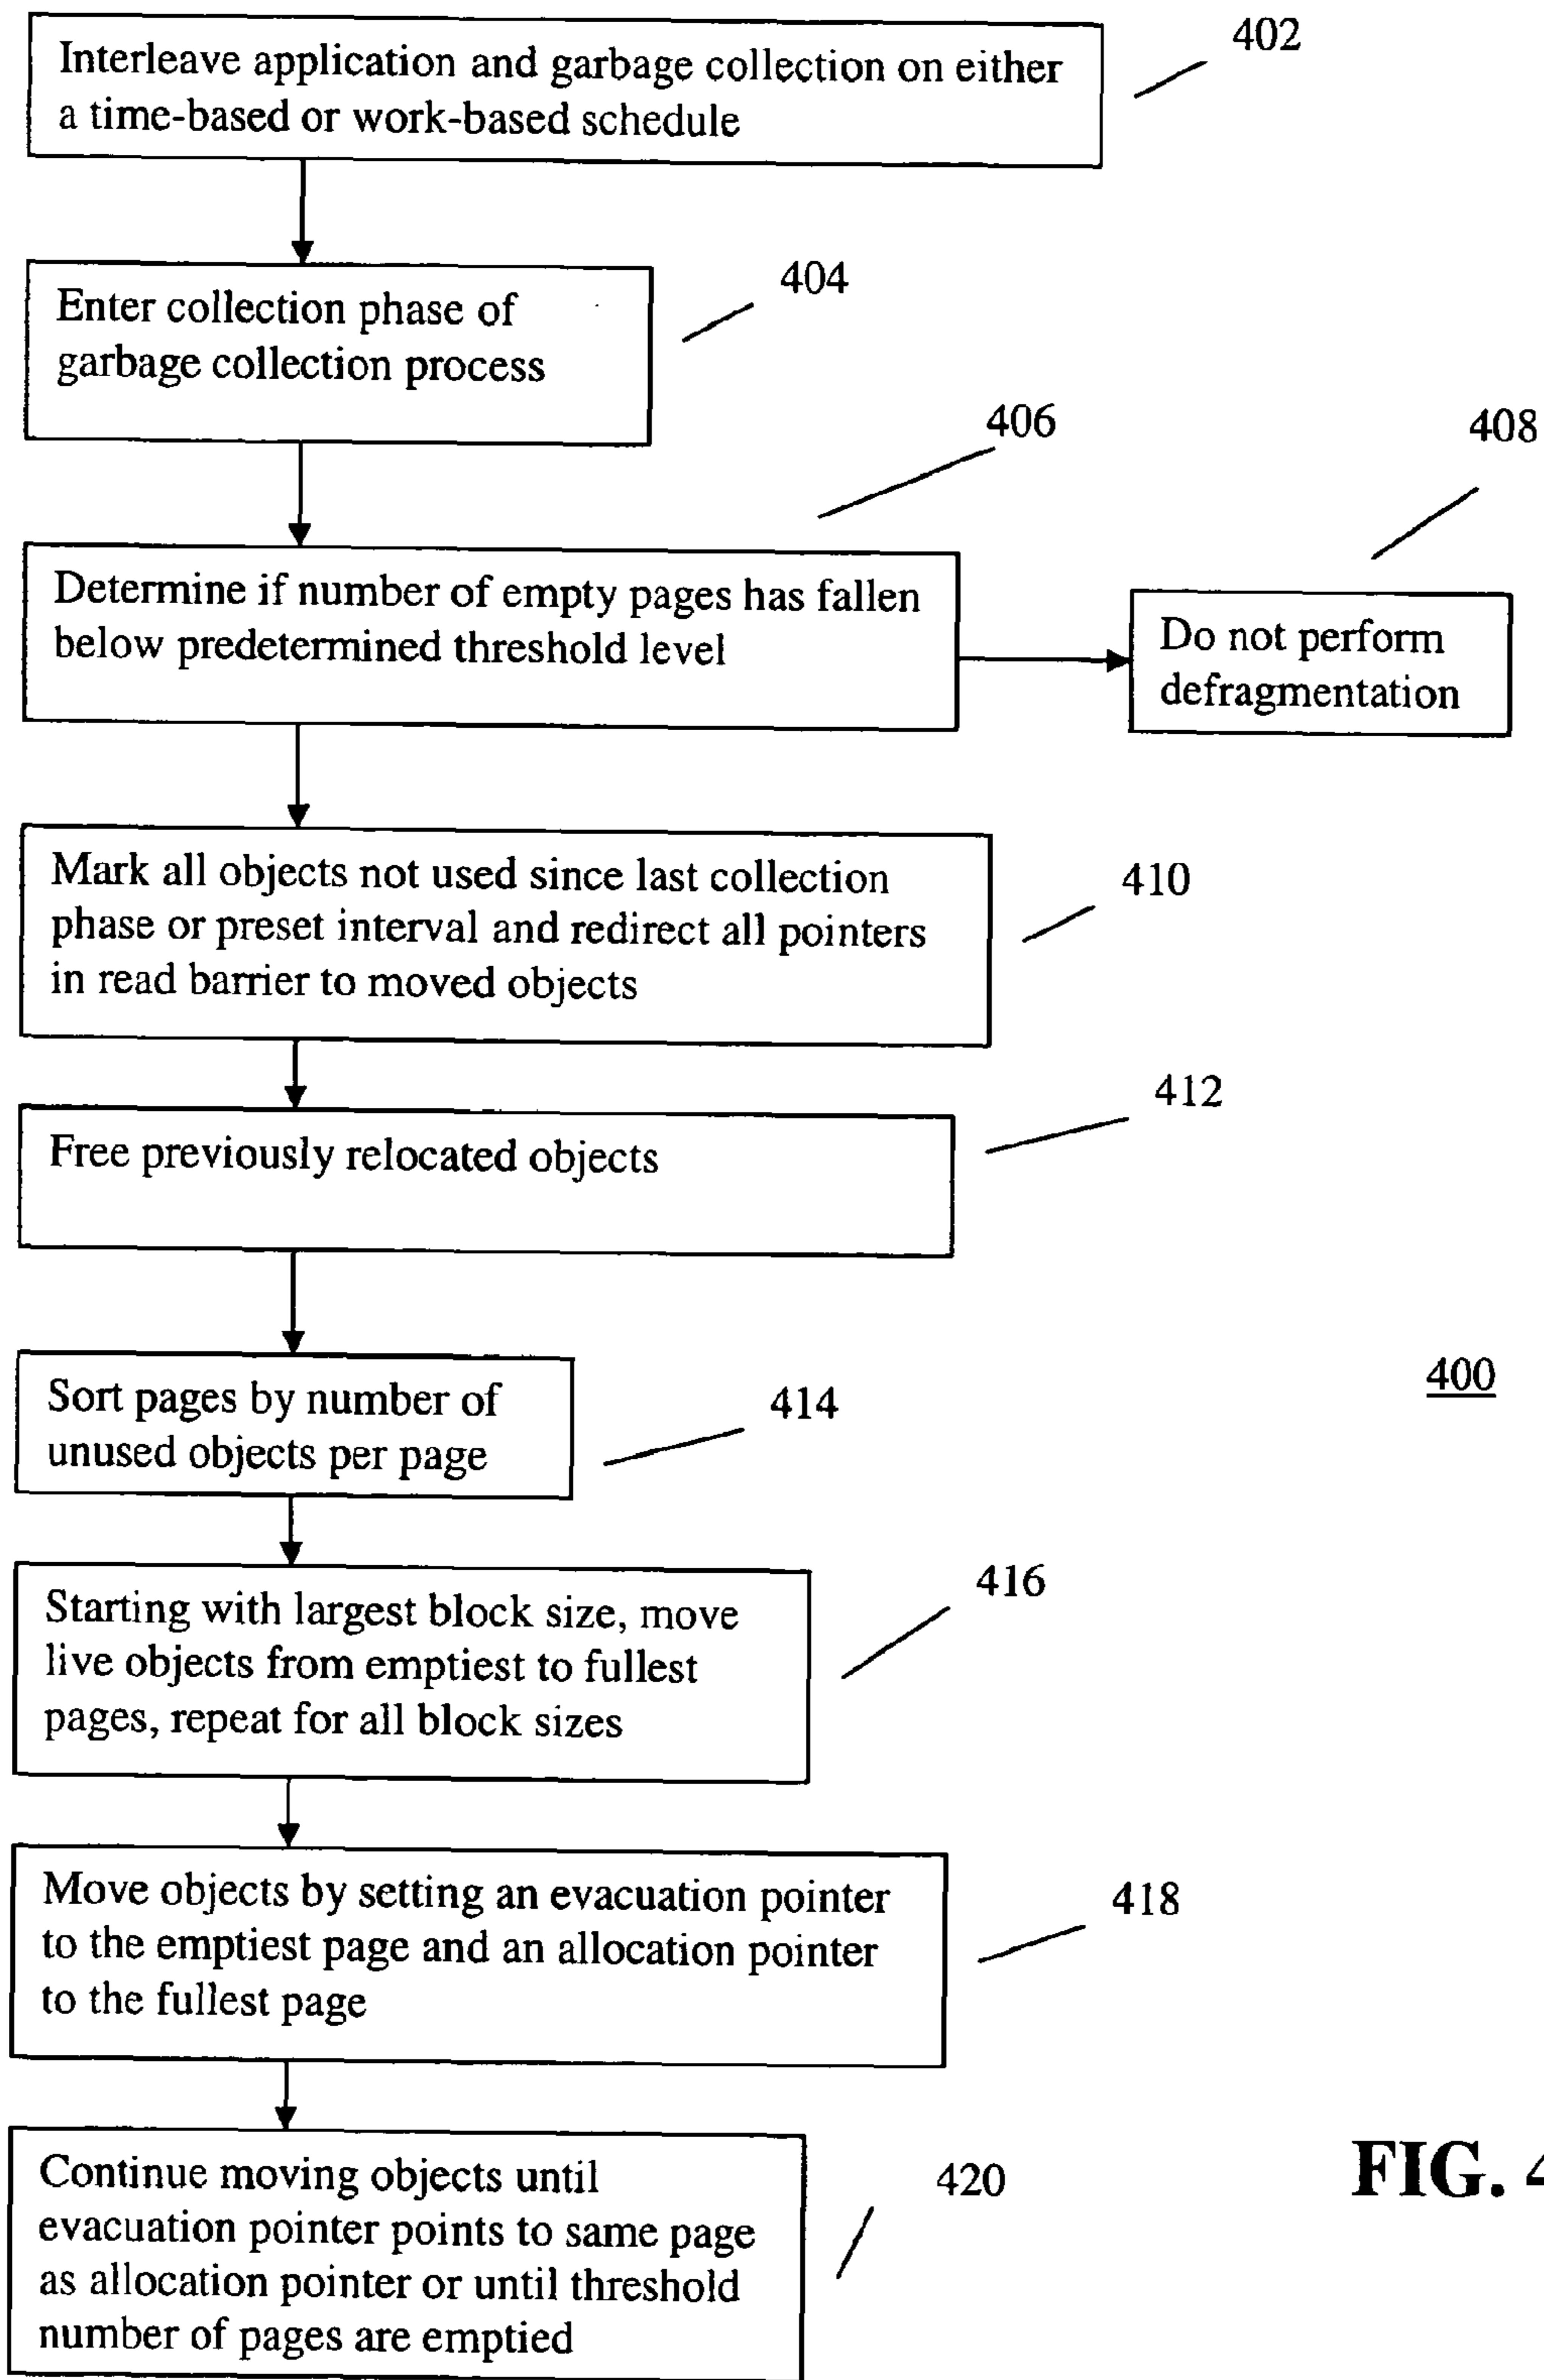 Interleave application and garbage collection on either
a time-based or work-based schedule
402
Enter collection phase of
garbage collection process
404
Determine if number of empty pages has fallen
below predetermined threshold level
406
Do not perform
defragmentation
408
Mark all objects not used since last collection
phase or preset interval and redirect all pointers
in read barrier to moved objects
410
Free previously relocated objects
412
Sort pages by number of
unused objects per page
414
400
Starting with largest block size, move
live objects from emptiest to fullest
pages, repeat for all block sizes
416
Move objects by setting an evacuation pointer
to the emptiest page and an allocation pointer
to the fullest page
418
Continue moving objects until
evacuation pointer points to same page
as allocation pointer or until threshold
number of pages are emptied
420
FIG. 4